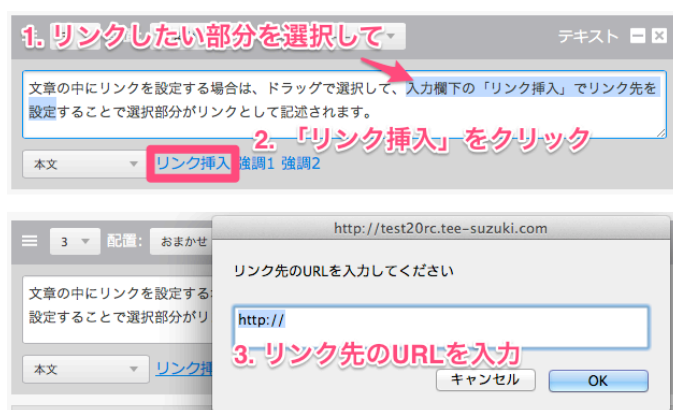 1. リンクしたい部分を選択して
テキスト
文章の中にリンクを設定する場合は、ドラッグで選択して、入力欄下の「リンク挿入」でリンク先を
設定することで選択部分がリンクとして記述されます。
2. 「リンク挿入」をクリック
本文 リンク挿入 強調1 強調2
http://test20rc.tee-suzuki.com
3 配置: おまかせ
リンク先のURLを入力してください
文章の中にリンクを設定する
設定することで選択部分がリ
http://
3. リンク先のURLを入力
本文 リンク挿
キャンセル OK